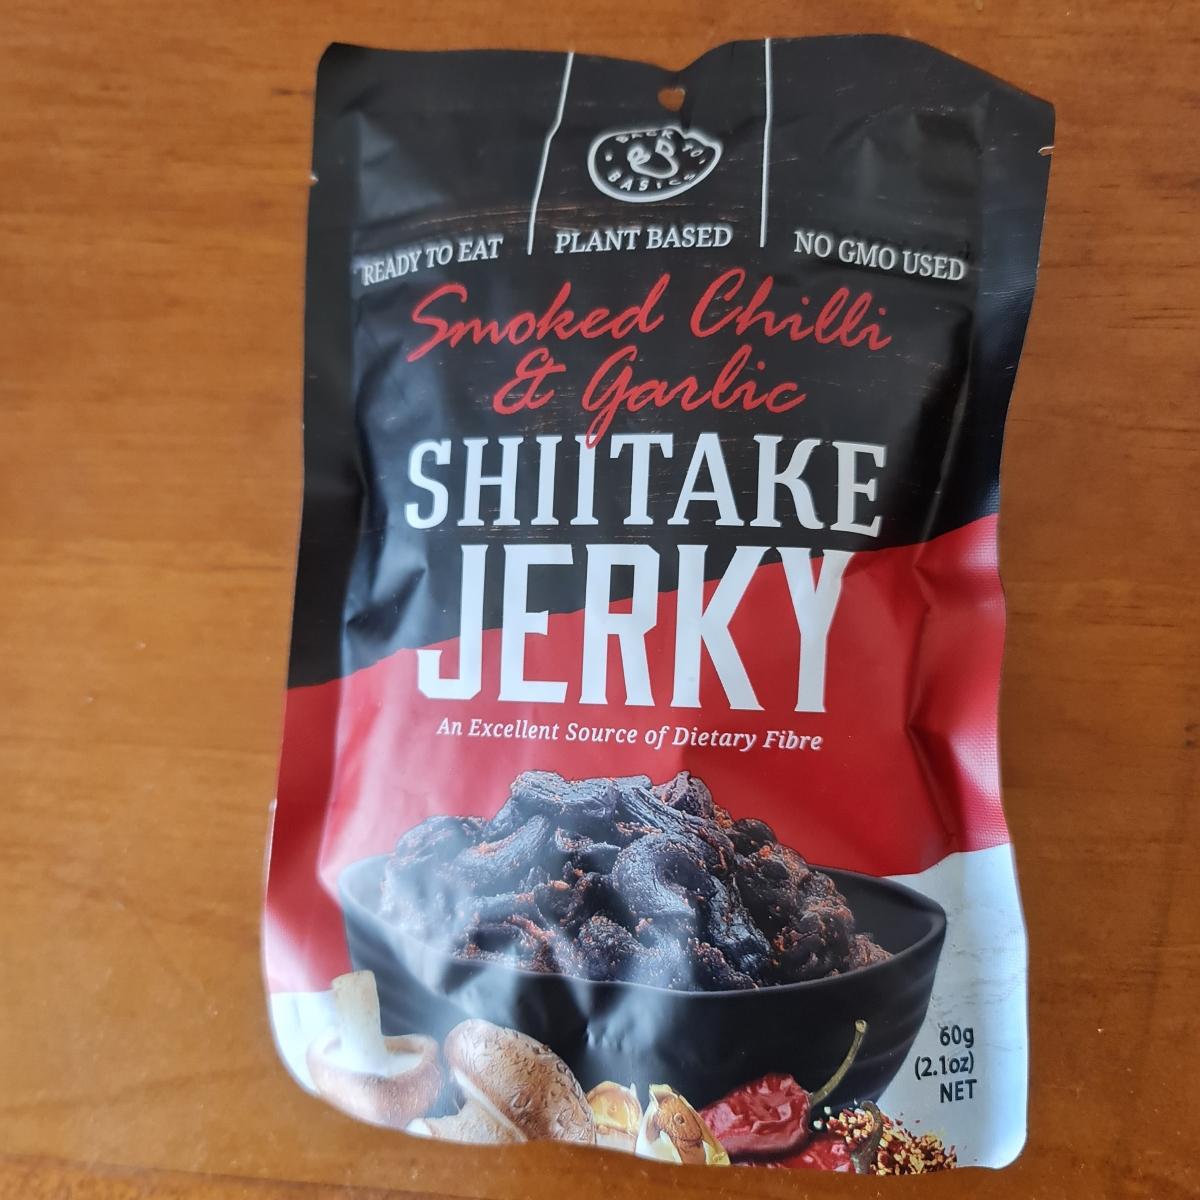 BACK TO
BASICS
READY TO EAT
PLANT BASED
NO GMO USED
Smoked Chilli
& Garlic
SHIITAKE
JERKY
An Excellent Source of Dietary Fibre
60g
(2.1oz)
NET